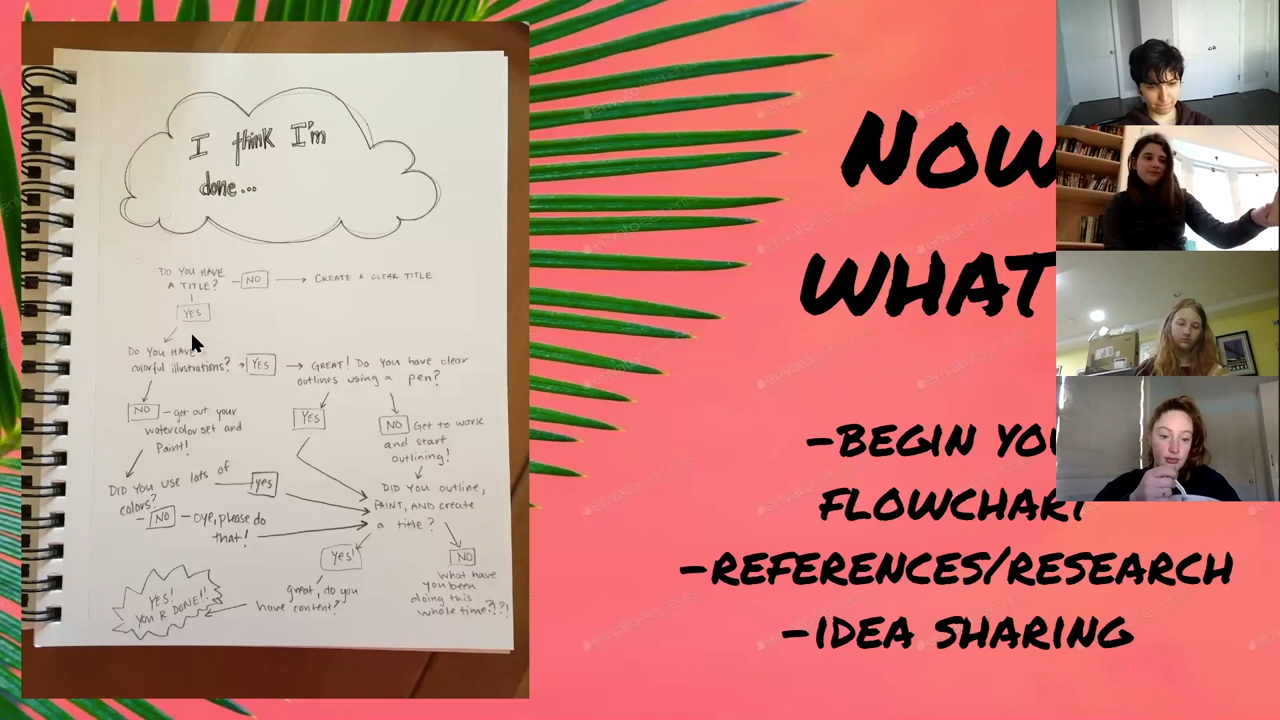 I think I'm
done...
DO YOU HAVE
A TITLE?
NO
CREATE A CLEAR TITLE
YES
DO YOU HAVE
colorful illustrations?
YES
GREAT! DO YOU HAVE clear
outlines using a pen?
NO
- get out your
watercolor set and
Paint!
YES
NO
Get to work
and start
outlining!
DID YOU USE lots of
colors?
yes
NO
- oye, please do
that!
DID YOU outline,
PAINT, AND create
a title?
Yes!
great, do you
have content?
NO
what have
you been
doing this
whole time?!?!
YES!
YOU R DONE!!
NOW
WHAT
-BEGIN YOU
FLOWCHART
-REFERENCES/RESEARCH
-IDEA SHARING